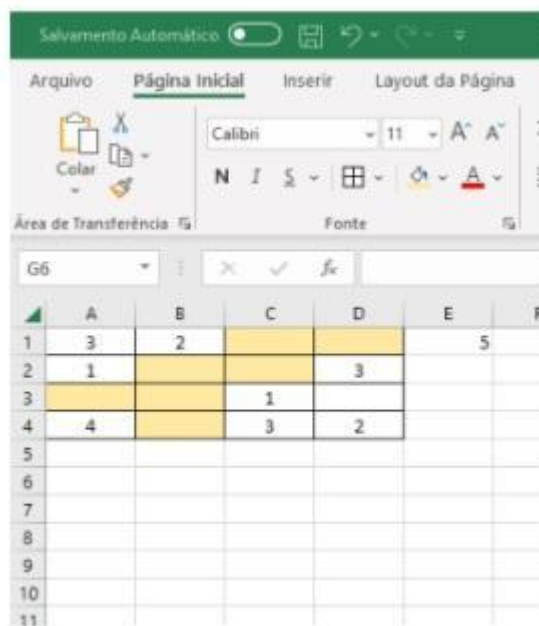 Salvamento Automático
Arquivo Página Inicial Inserir Layout da Página
Colar
Calibri 11 A A
N I S A
Área de Transferência Fonte
G6 fx
A B C D E
1 3 2 5
2 1 3
3 1
4 4 3 2
5
6
7
8
9
10
11